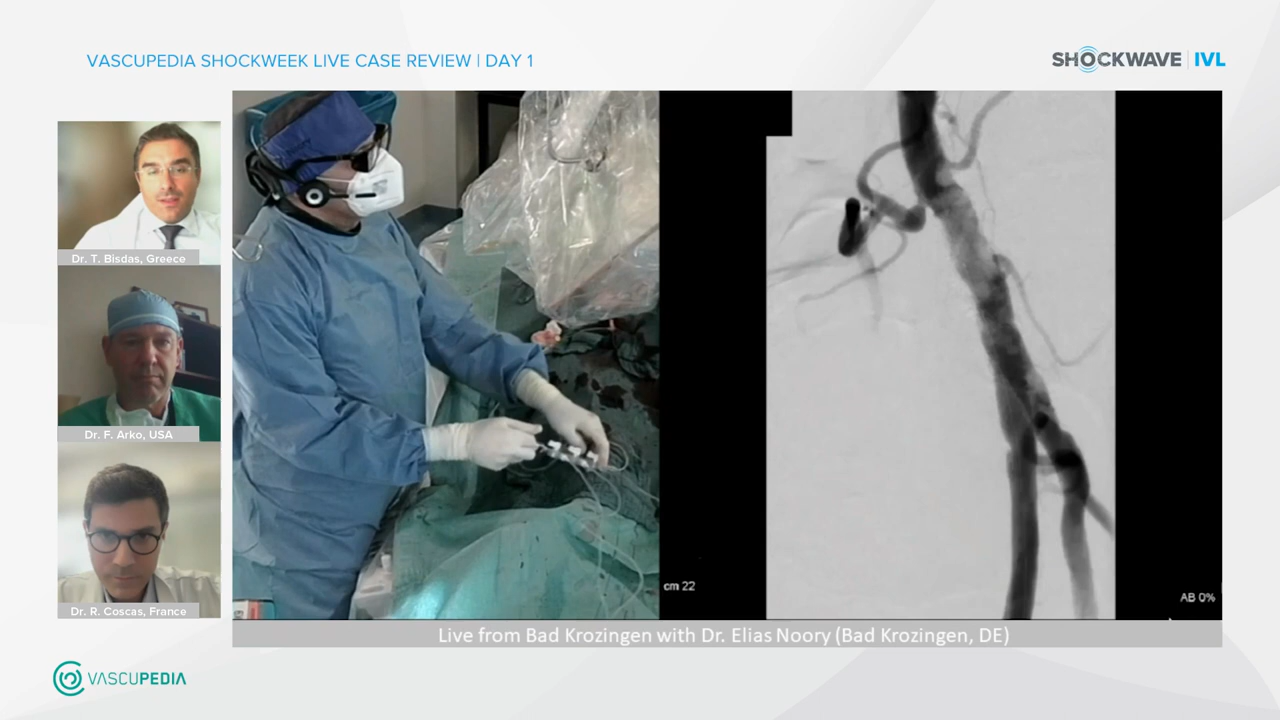 VASCUPEDIA SHOCKWEEK LIVE CASE REVIEW | DAY 1
SHOCKWAVE | IVL
Dr. T. Bisdas, Greece
Dr. F. Arko, USA
Dr. R. Coscas, France
cm 22
AB 0%
Live from Bad Krozingen with Dr. Elias Noory (Bad Krozingen, DE)
VASCUPEDIA